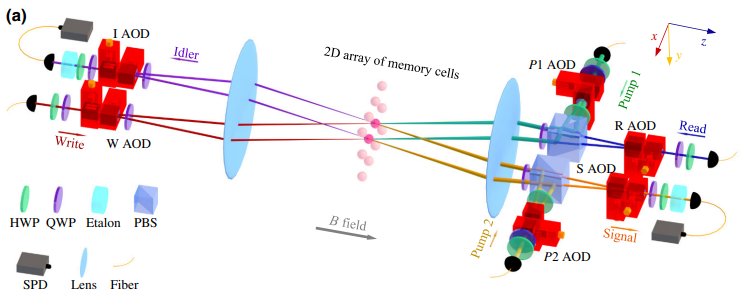 (a)
I AOD
Idler
2D array of memory cells
P1 AOD
Pump 1
x
z
y
R AOD
Read
Write
W AOD
S AOD
Signal
HWP
QWP
Etalon
PBS
B field
Pump 2
P2 AOD
SPD
Lens
Fiber